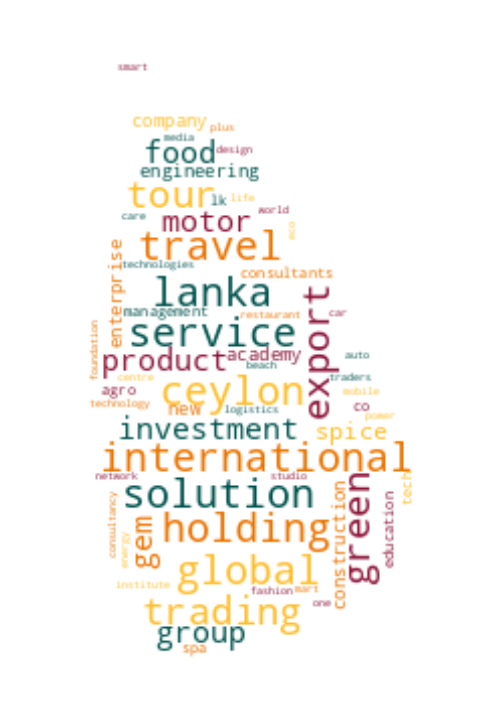 smart
company
plus
media
food
design
engineering
tour
lk
life
care
world
motor
eco
travel
enterprise
technologies
consultants
lanka
export
management
restaurant
car
service
foundation
product
academy
auto
beach
centre
traders
agro
ceylon
mobile
technology
new
logistics
co
power
investment
spice
international
network
studio
tech
solution
green
consultancy
construction
education
gem
holding
energy
global
institute
fashion
mart
one
trading
group
spa